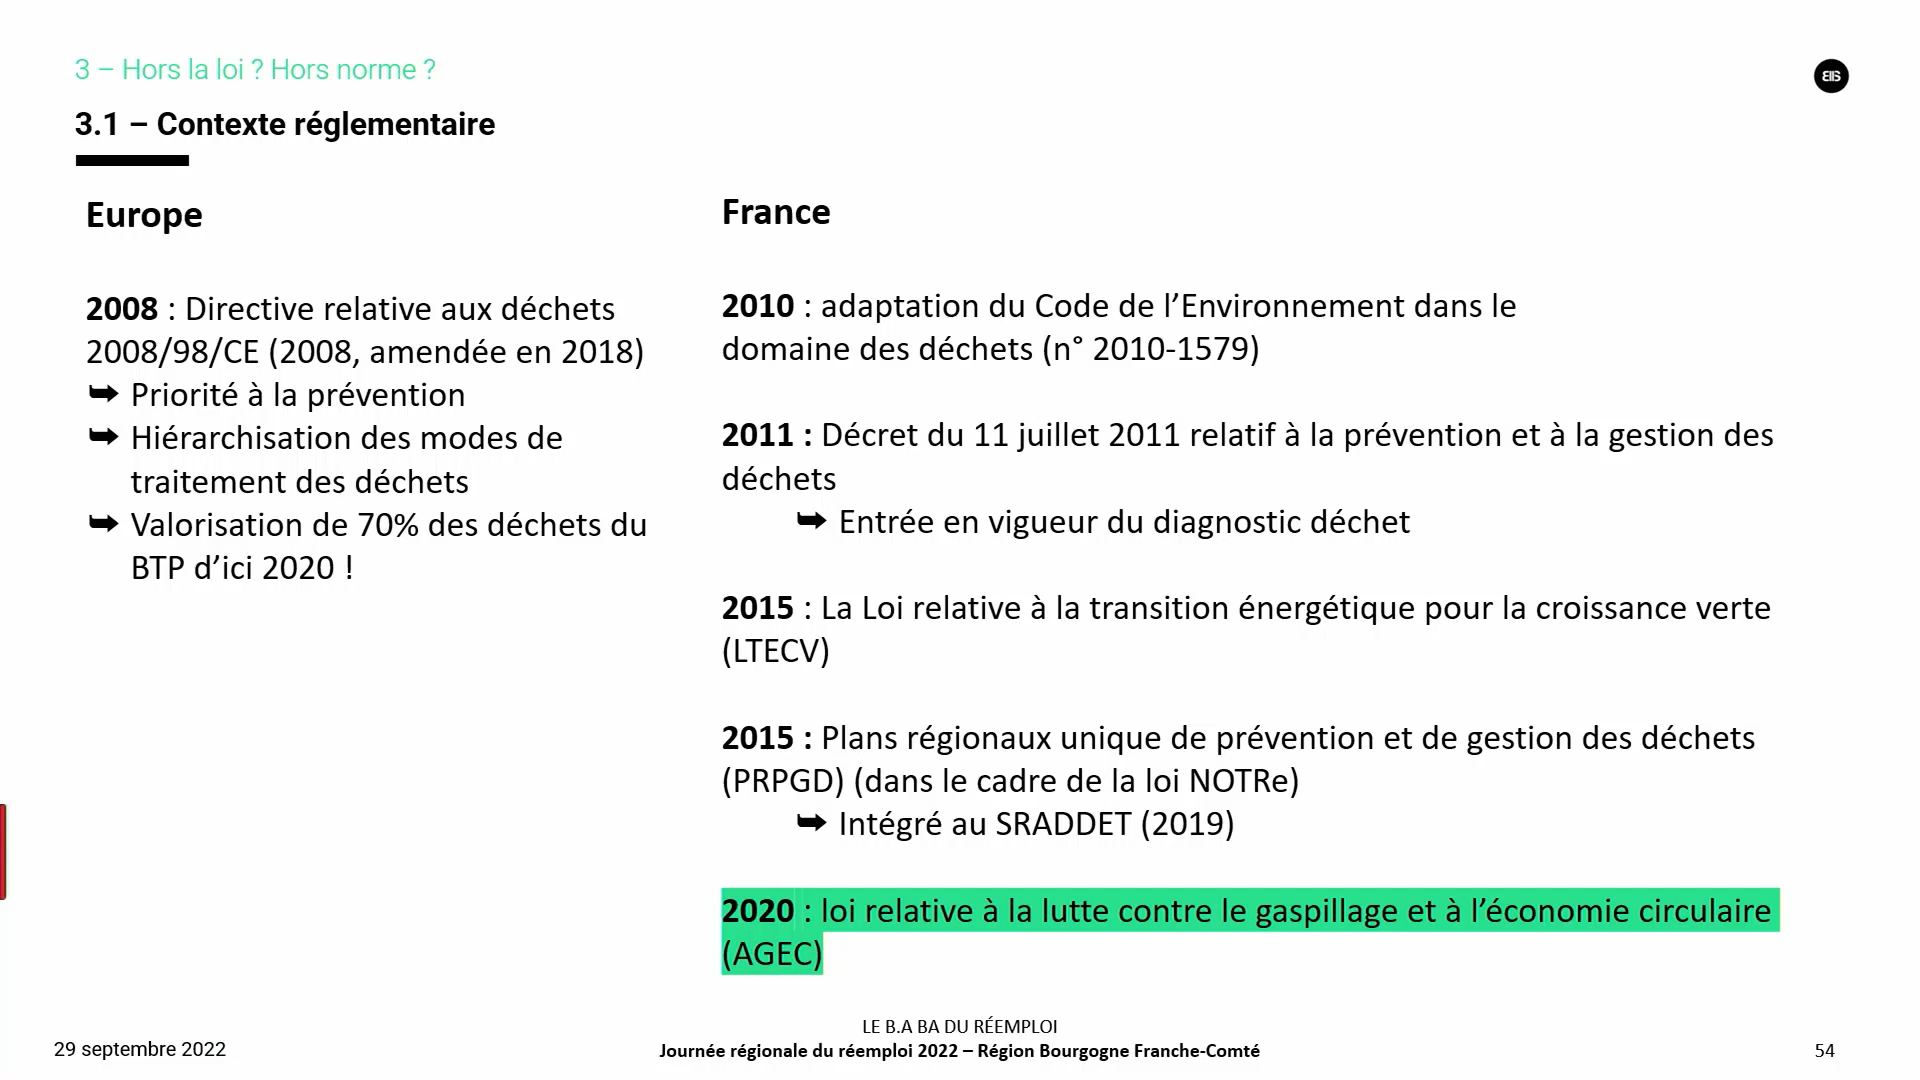 3 – Hors la loi ? Hors norme ?
3.1 – Contexte réglementaire
Europe
2008 : Directive relative aux déchets
2008/98/CE (2008, amendée en 2018)
➥ Priorité à la prévention
➥ Hiérarchisation des modes de
traitement des déchets
➥ Valorisation de 70% des déchets du
BTP d’ici 2020 !
France
2010 : adaptation du Code de l’Environnement dans le
domaine des déchets (n° 2010-1579)
2011 : Décret du 11 juillet 2011 relatif à la prévention et à la gestion des
déchets
➥ Entrée en vigueur du diagnostic déchet
2015 : La Loi relative à la transition énergétique pour la croissance verte
(LTECV)
2015 : Plans régionaux unique de prévention et de gestion des déchets
(PRPGD) (dans le cadre de la loi NOTRe)
➥ Intégré au SRADDET (2019)
2020 : loi relative à la lutte contre le gaspillage et à l’économie circulaire
(AGEC)
29 septembre 2022
LE B.A BA DU RÉEMPLOI
Journée régionale du réemploi 2022 – Région Bourgogne Franche-Comté
54